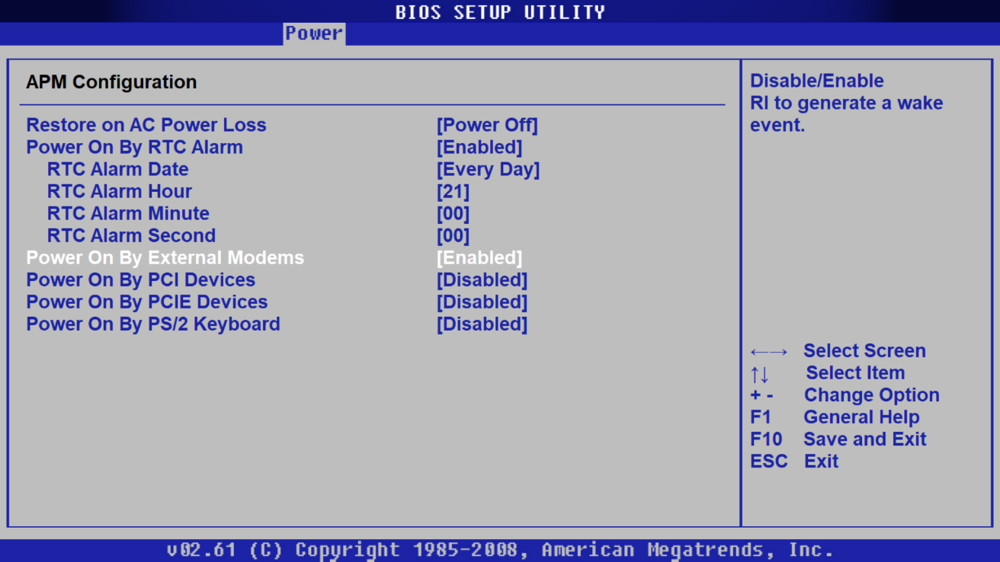 BIOS SETUP UTILITY
Power
APM Configuration
Restore on AC Power Loss [Power Off]
Power On By RTC Alarm [Enabled]
RTC Alarm Date [Every Day]
RTC Alarm Hour [21]
RTC Alarm Minute [00]
RTC Alarm Second [00]
Power On By External Modems [Enabled]
Power On By PCI Devices [Disabled]
Power On By PCIE Devices [Disabled]
Power On By PS/2 Keyboard [Disabled]
Disable/Enable
RI to generate a wake
event.
←→ Select Screen
↑↓ Select Item
+ - Change Option
F1 General Help
F10 Save and Exit
ESC Exit
v02.61 (C) Copyright 1985-2008, American Megatrends, Inc.